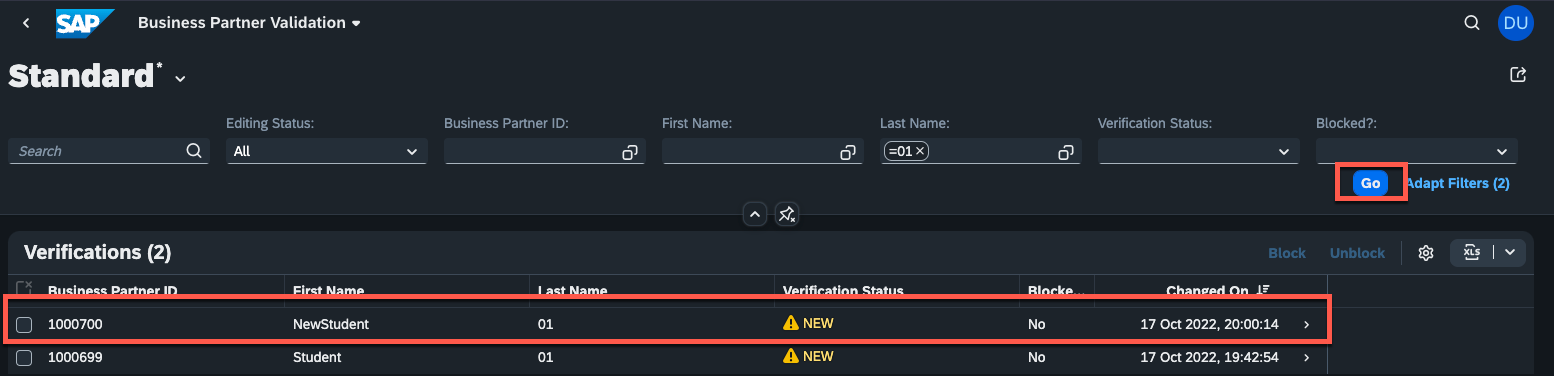 SAP Business Partner Validation DU
Standard*
Editing Status: Business Partner ID: First Name: Last Name: Verification Status: Blocked?:
Search All =01
Go Adapt Filters (2)
Verifications (2) Block Unblock XLS
Business Partner ID First Name Last Name Verification Status Blocke... Changed On
1000700 NewStudent 01 NEW No 17 Oct 2022, 20:00:14
1000699 Student 01 NEW No 17 Oct 2022, 19:42:54